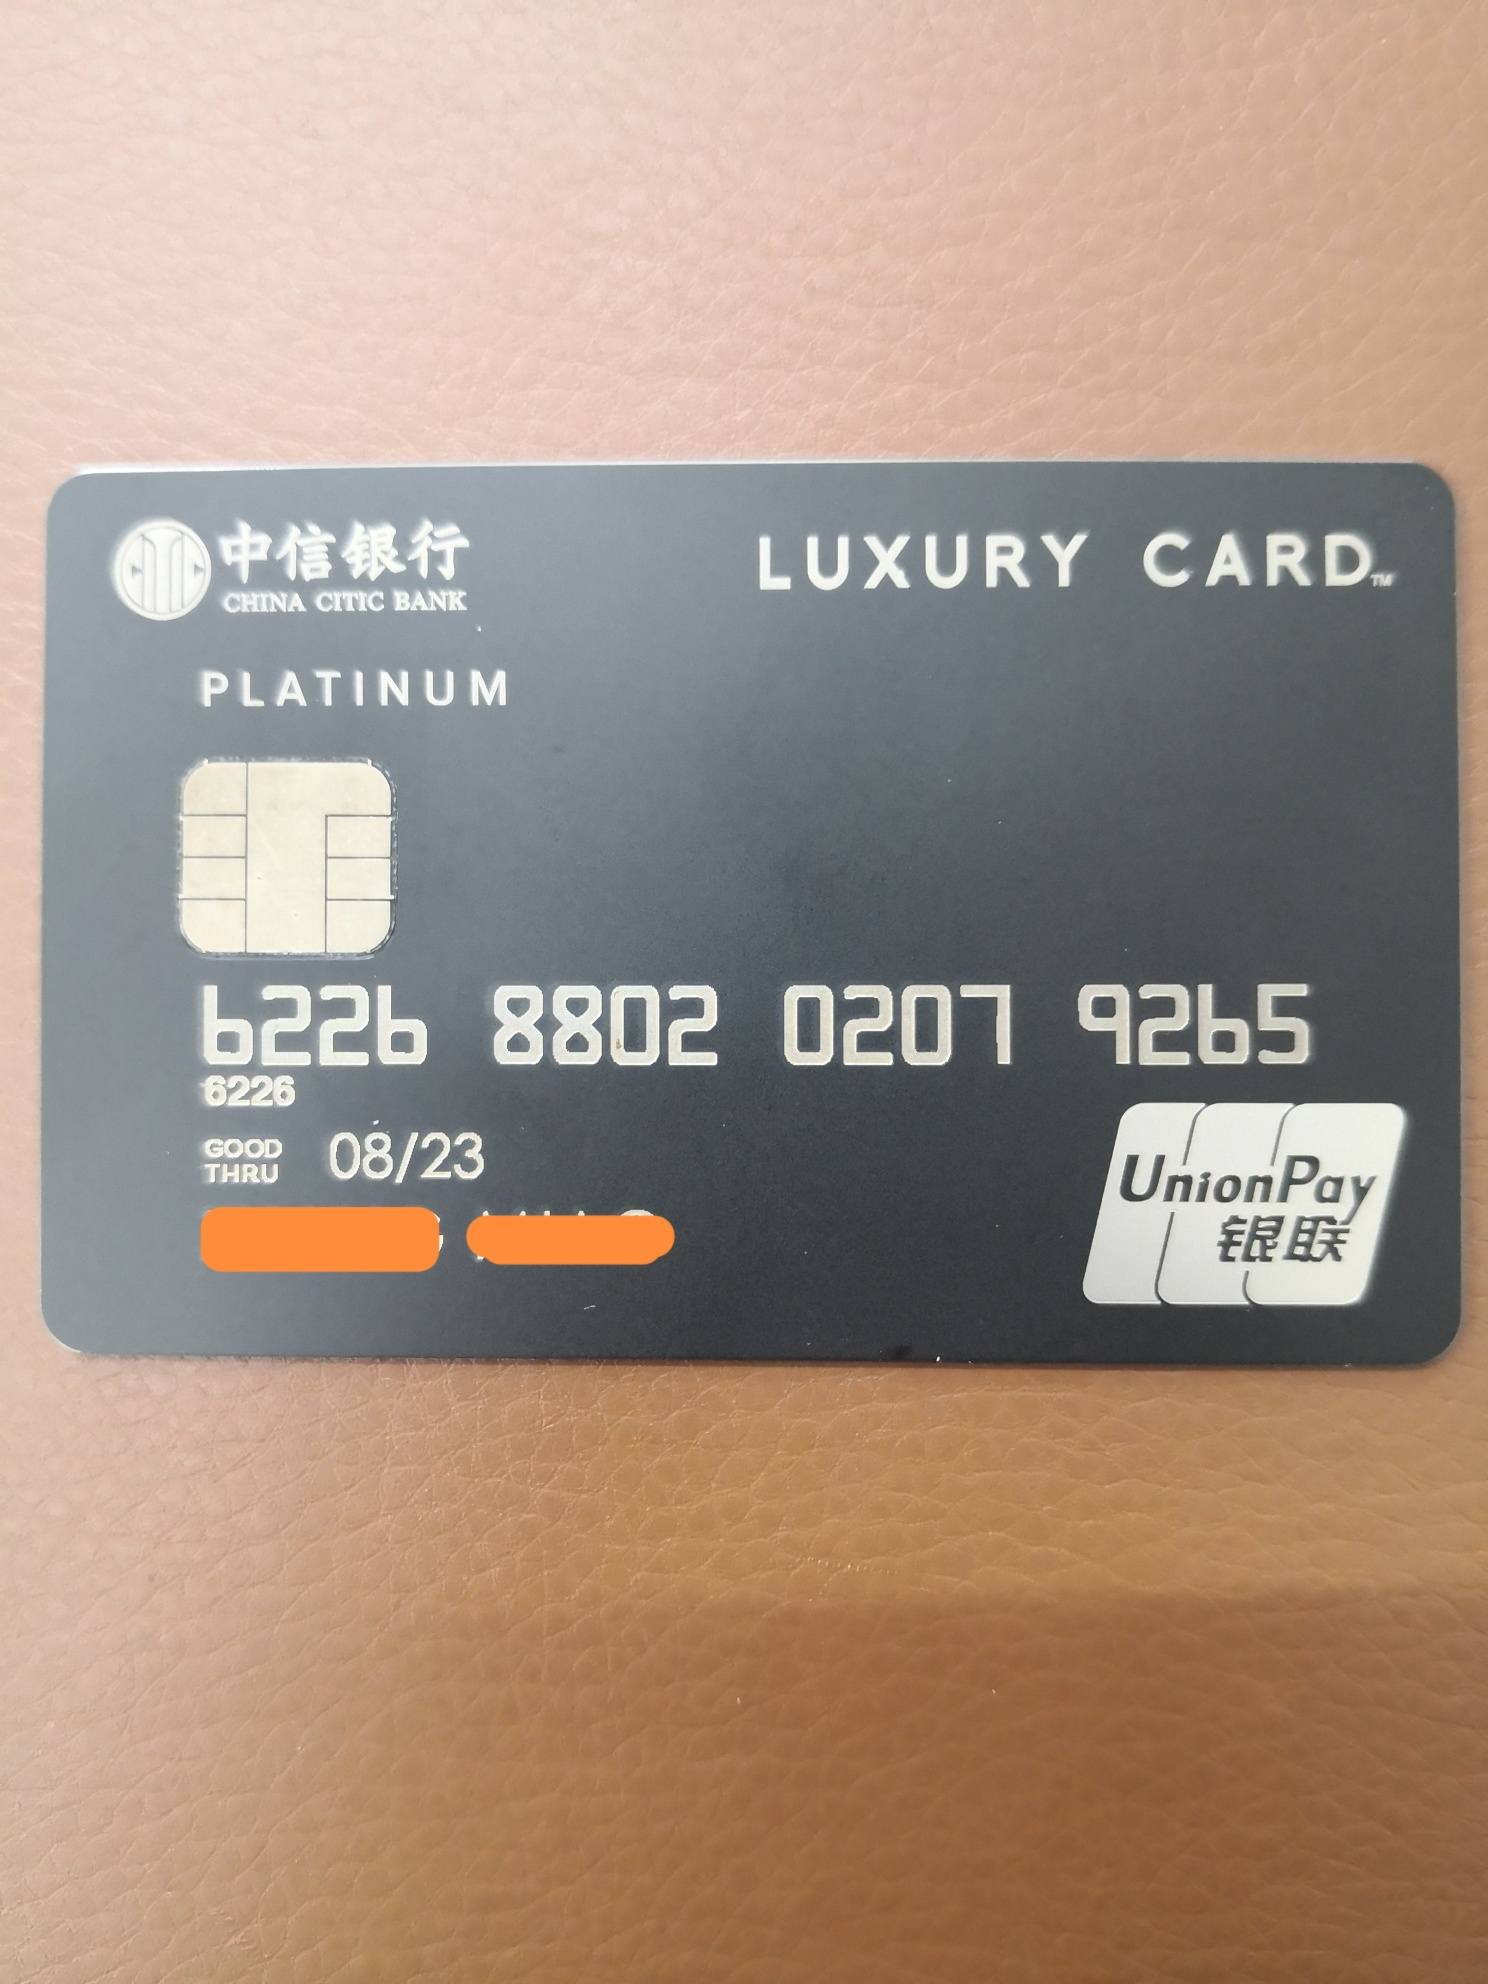 中信银行
CHINA CITIC BANK
LUXURY CARD™
PLATINUM
6226 8802 0207 9265
6226
GOOD THRU 08/23
UnionPay
银联